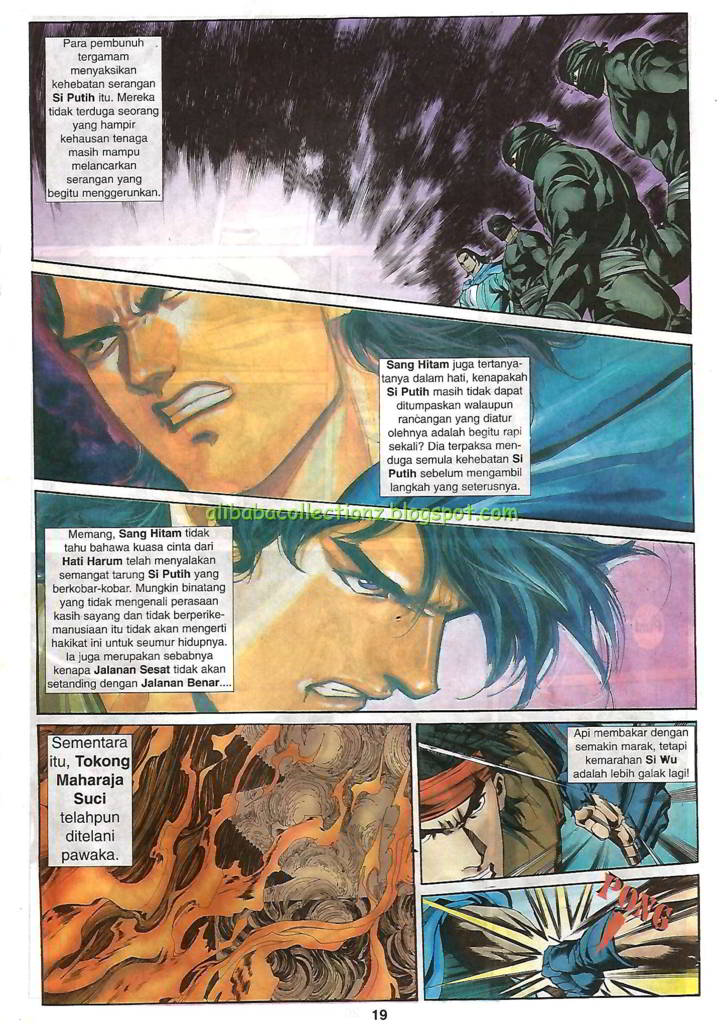 Para pembunuh
tergamam
menyaksikan
kehebatan serangan
Si Putih itu. Mereka
tidak terduga seorang
yang hampir
kehausan tenaga
masih mampu
melancarkan
serangan yang
begitu menggerunkan.
Sang Hitam juga tertanya-
tanya dalam hati, kenapakah
Si Putih masih tidak dapat
ditumpaskan walaupun
rancangan yang diatur
olehnya adalah begitu rapi
sekali? Dia terpaksa men-
duga semula kehebatan Si
Putih sebelum mengambil
langkah yang seterusnya.
alibabacollectionz.blogspot.com
Memang, Sang Hitam tidak
tahu bahawa kuasa cinta dari
Hati Harum telah menyalakan
semangat tarung Si Putih yang
berkobar-kobar. Mungkin binatang
yang tidak mengenali perasaan
kasih sayang dan tidak berperike-
manusiaan itu tidak akan mengerti
hakikat ini untuk seumur hidupnya.
Ia juga merupakan sebabnya
kenapa Jalanan Sesat tidak akan
setanding dengan Jalanan Benar....
Sementara
itu, Tokong
Maharaja
Suci
telahpun
ditelani
pawaka.
Api membakar dengan
semakin marak, tetapi
kemarahan Si Wu
adalah lebih galak lagi!
PONG!
19